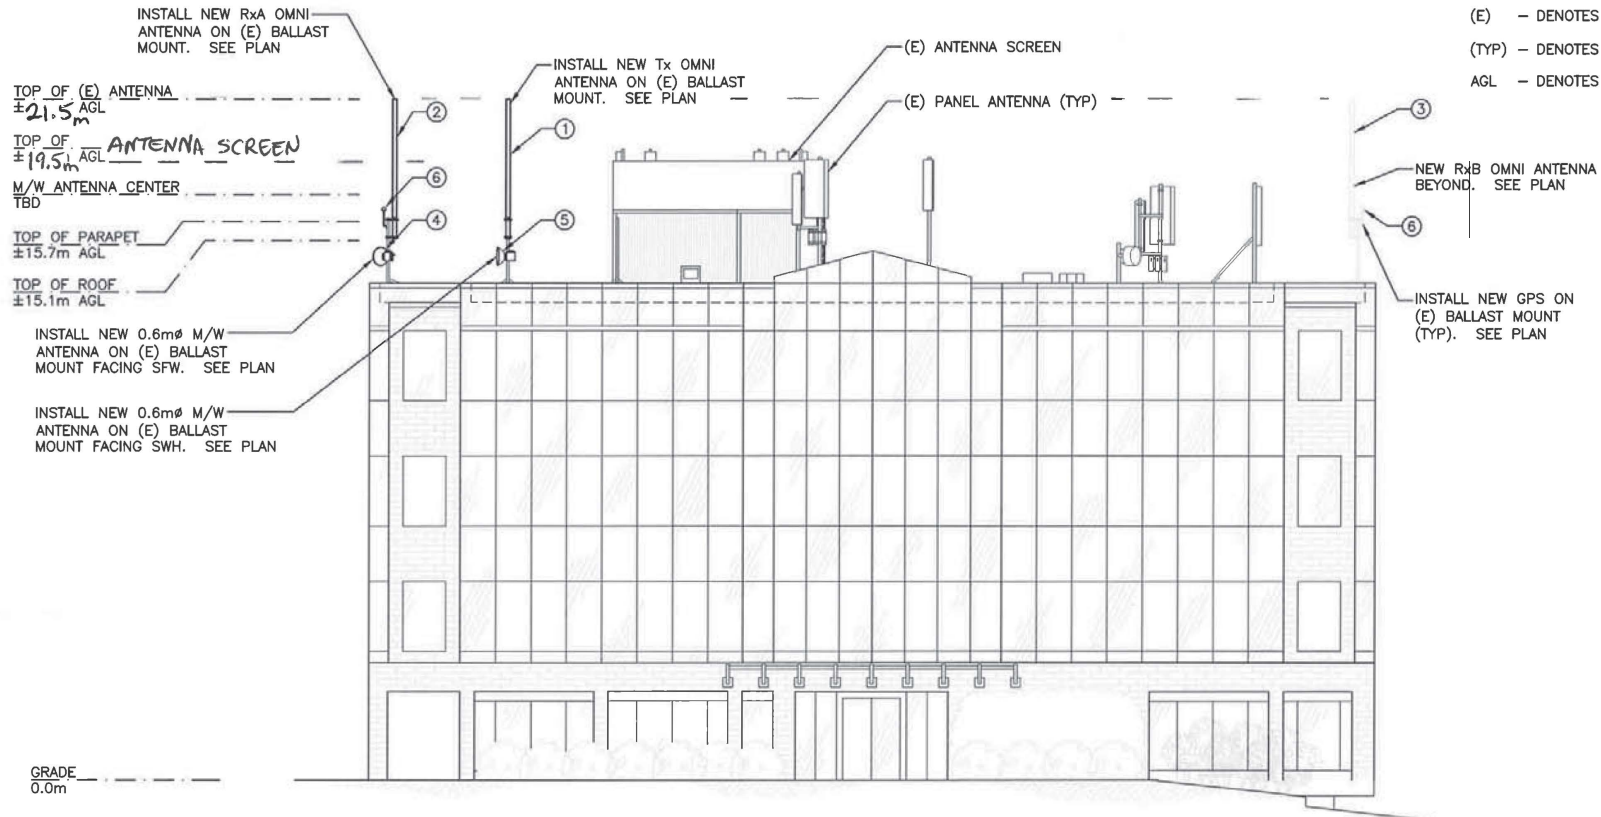 INSTALL NEW RxA OMNI
ANTENNA ON (E) BALLAST
MOUNT. SEE PLAN
INSTALL NEW Tx OMNI
ANTENNA ON (E) BALLAST
MOUNT. SEE PLAN
(E) ANTENNA SCREEN
(E) PANEL ANTENNA (TYP)
(E) – DENOTES
(TYP) – DENOTES
AGL – DENOTES
TOP OF (E) ANTENNA
±21.5m AGL
TOP OF ANTENNA SCREEN
±19.5m AGL
M/W ANTENNA CENTER
TBD
TOP OF PARAPET
±15.7m AGL
TOP OF ROOF
±15.1m AGL
2
1
6
4
5
3
NEW RxB OMNI ANTENNA
BEYOND. SEE PLAN
6
INSTALL NEW GPS ON
(E) BALLAST MOUNT
(TYP). SEE PLAN
INSTALL NEW 0.6mø M/W
ANTENNA ON (E) BALLAST
MOUNT FACING SFW. SEE PLAN
INSTALL NEW 0.6mø M/W
ANTENNA ON (E) BALLAST
MOUNT FACING SWH. SEE PLAN
GRADE
0.0m